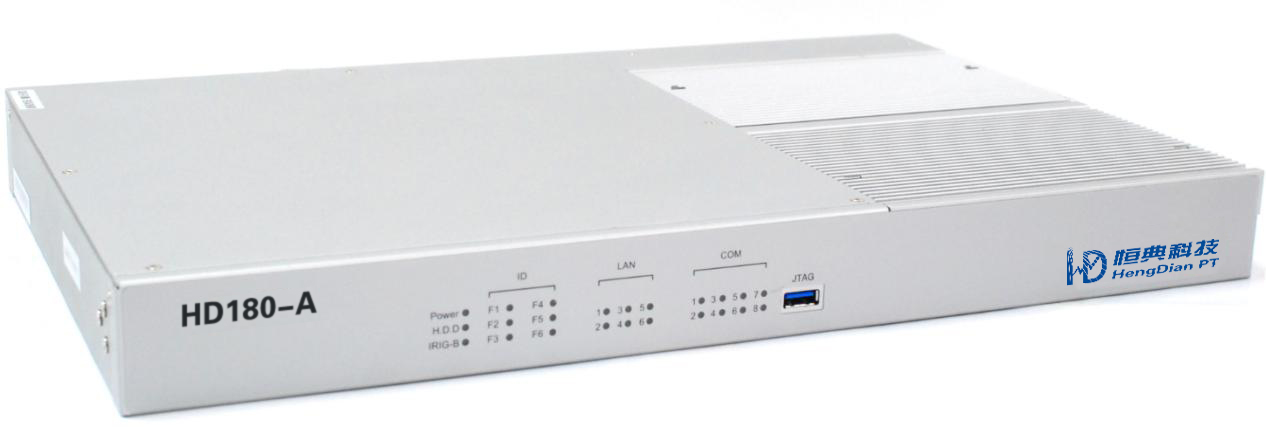 HD180-A
ID
LAN
COM
JTAG
Power
H.D.D
IRIG-B
F1 F4
F2 F5
F3 F6
1 3 5
2 4 6
1 3 5 7
2 4 6 8
HD 恒典科技
HengDian PT